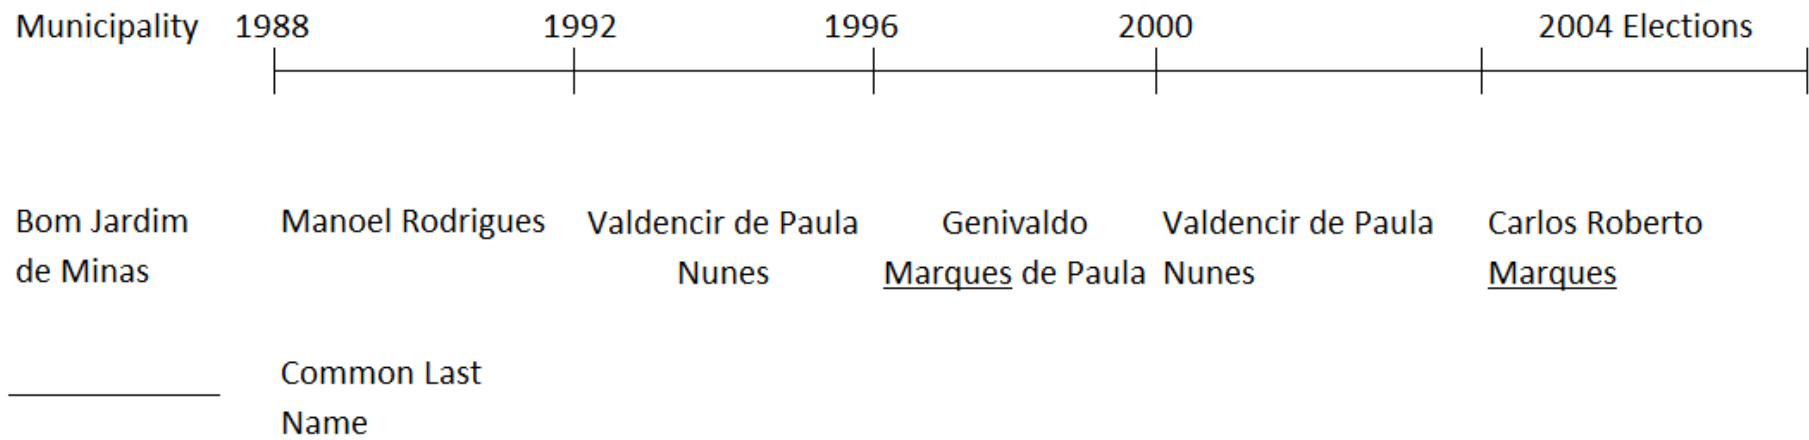 Municipality 1988 1992 1996 2000 2004 Elections
Bom Jardim Manoel Rodrigues Valdencir de Paula Genivaldo Valdencir de Paula Carlos Roberto
de Minas Nunes Marques de Paula Nunes Marques
Common Last
Name